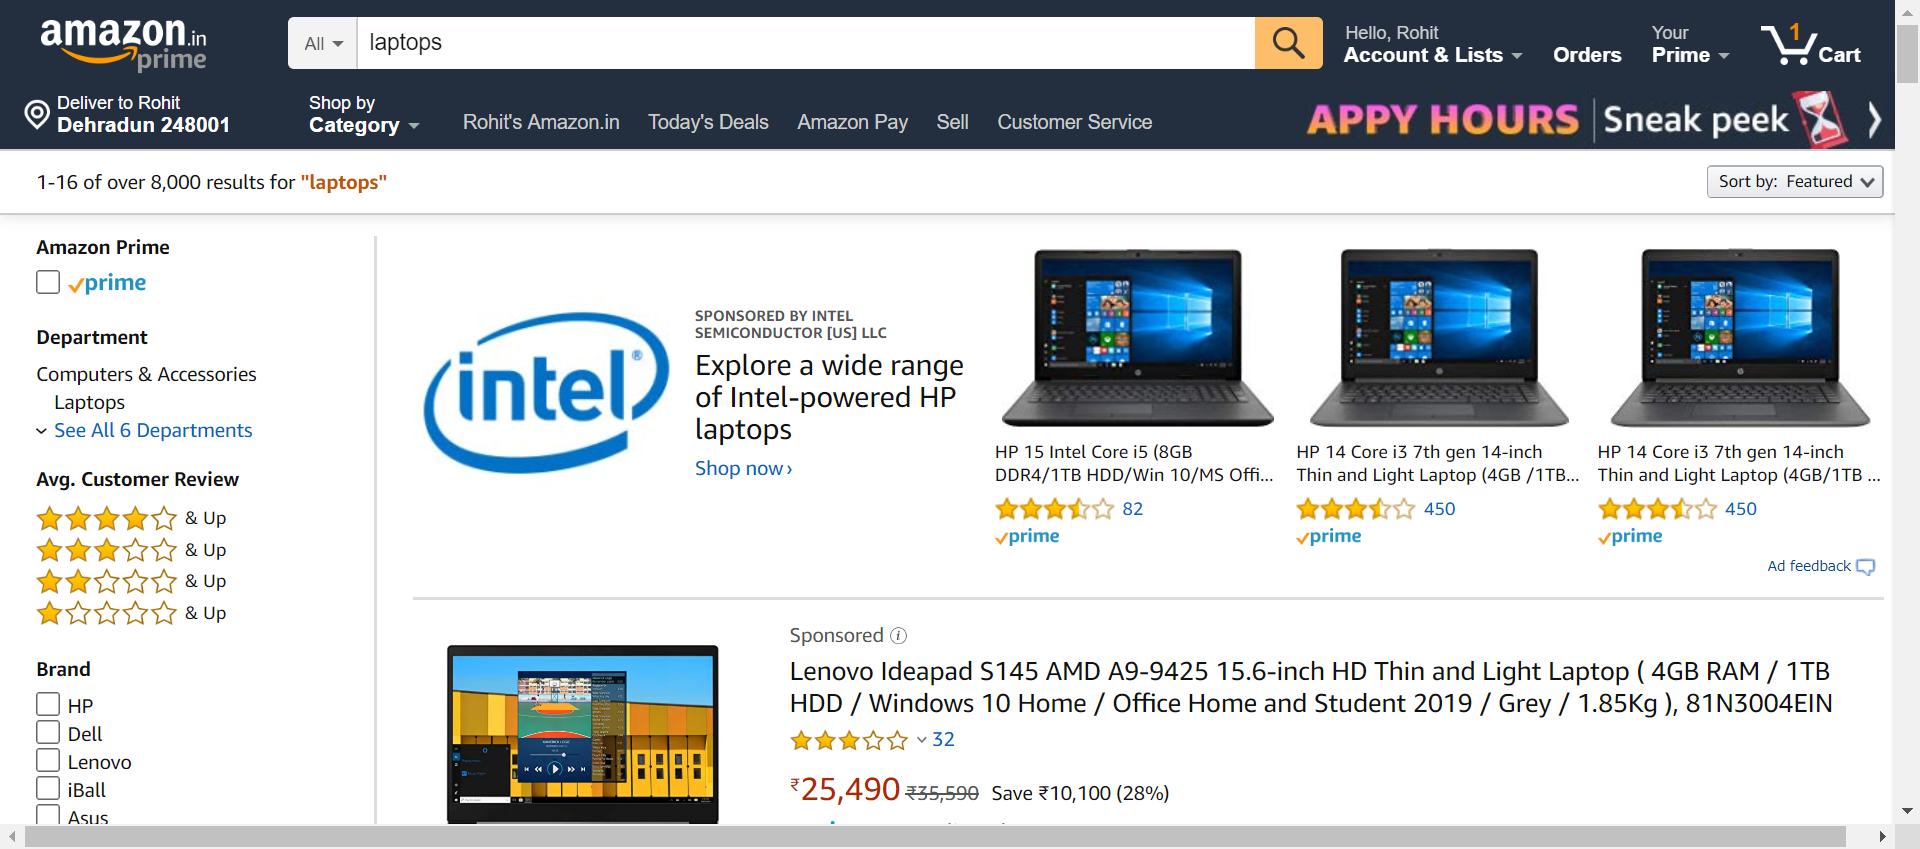 amazon.in
prime
All
laptops
Hello, Rohit
Account & Lists
Orders
Your
Prime
1
Cart
Deliver to Rohit
Dehradun 248001
Shop by
Category
Rohit's Amazon.in
Today's Deals
Amazon Pay
Sell
Customer Service
APPY HOURS
Sneak peek
1-16 of over 8,000 results for "laptops"
Sort by: Featured
Amazon Prime
prime
Department
Computers & Accessories
Laptops
See All 6 Departments
Avg. Customer Review
& Up
& Up
& Up
& Up
Brand
HP
Dell
Lenovo
iBall
Asus
intel®
SPONSORED BY INTEL
SEMICONDUCTOR [US] LLC
Explore a wide range
of Intel-powered HP
laptops
Shop now›
HP 15 Intel Core i5 (8GB
DDR4/1TB HDD/Win 10/MS Offi...
82
prime
HP 14 Core i3 7th gen 14-inch
Thin and Light Laptop (4GB /1TB...
450
prime
HP 14 Core i3 7th gen 14-inch
Thin and Light Laptop (4GB/1TB ...
450
prime
Ad feedback
Sponsored
Lenovo Ideapad S145 AMD A9-9425 15.6-inch HD Thin and Light Laptop ( 4GB RAM / 1TB
HDD / Windows 10 Home / Office Home and Student 2019 / Grey / 1.85Kg ), 81N3004EIN
32
₹25,490 ₹35,590 Save ₹10,100 (28%)